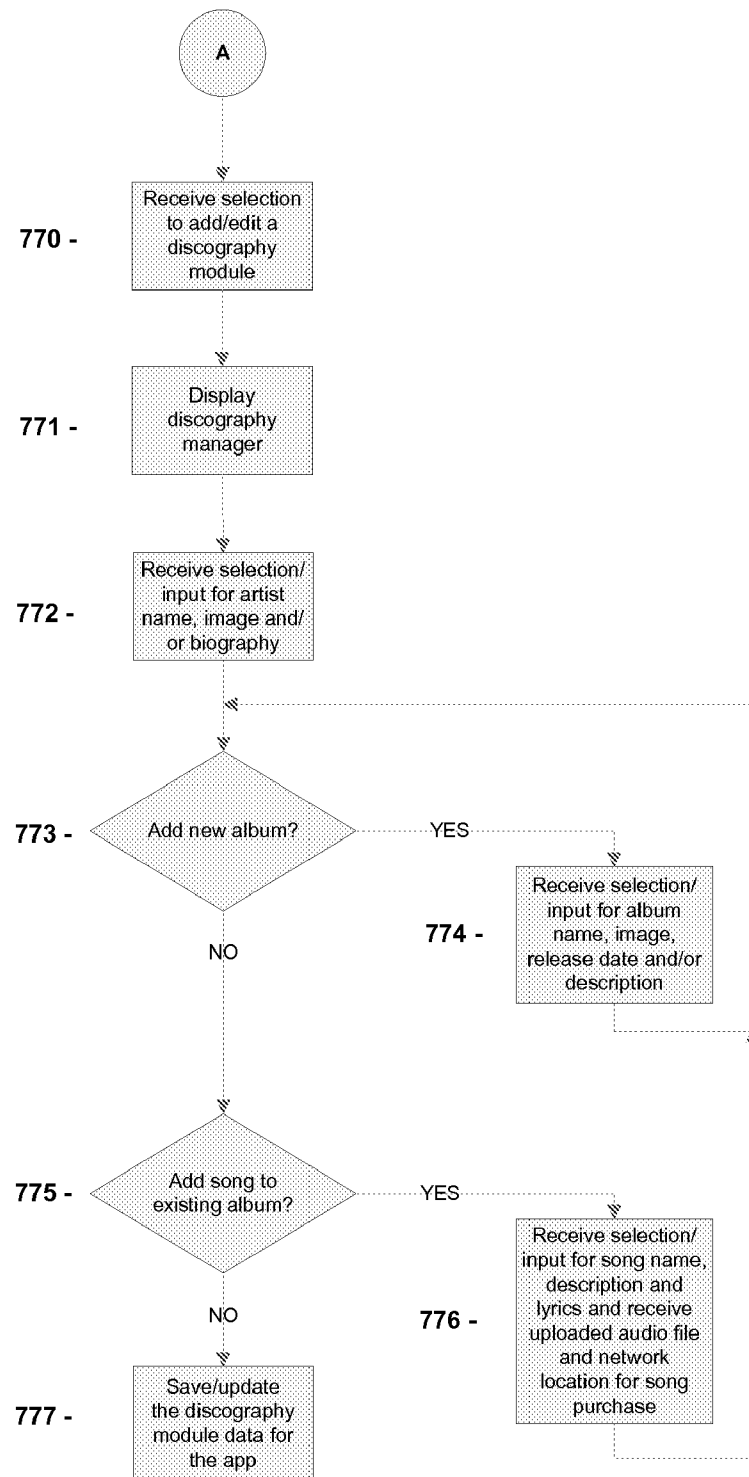 A
770 -
Receive selection
to add/edit a
discography
module
771 -
Display
discography
manager
772 -
Receive selection/
input for artist
name, image and/
or biography
773 -
Add new album?
YES
774 -
Receive selection/
input for album
name, image,
release date and/or
description
NO
775 -
Add song to
existing album?
YES
776 -
Receive selection/
input for song name,
description and
lyrics and receive
uploaded audio file
and network
location for song
purchase
NO
777 -
Save/update
the discography
module data for
the app